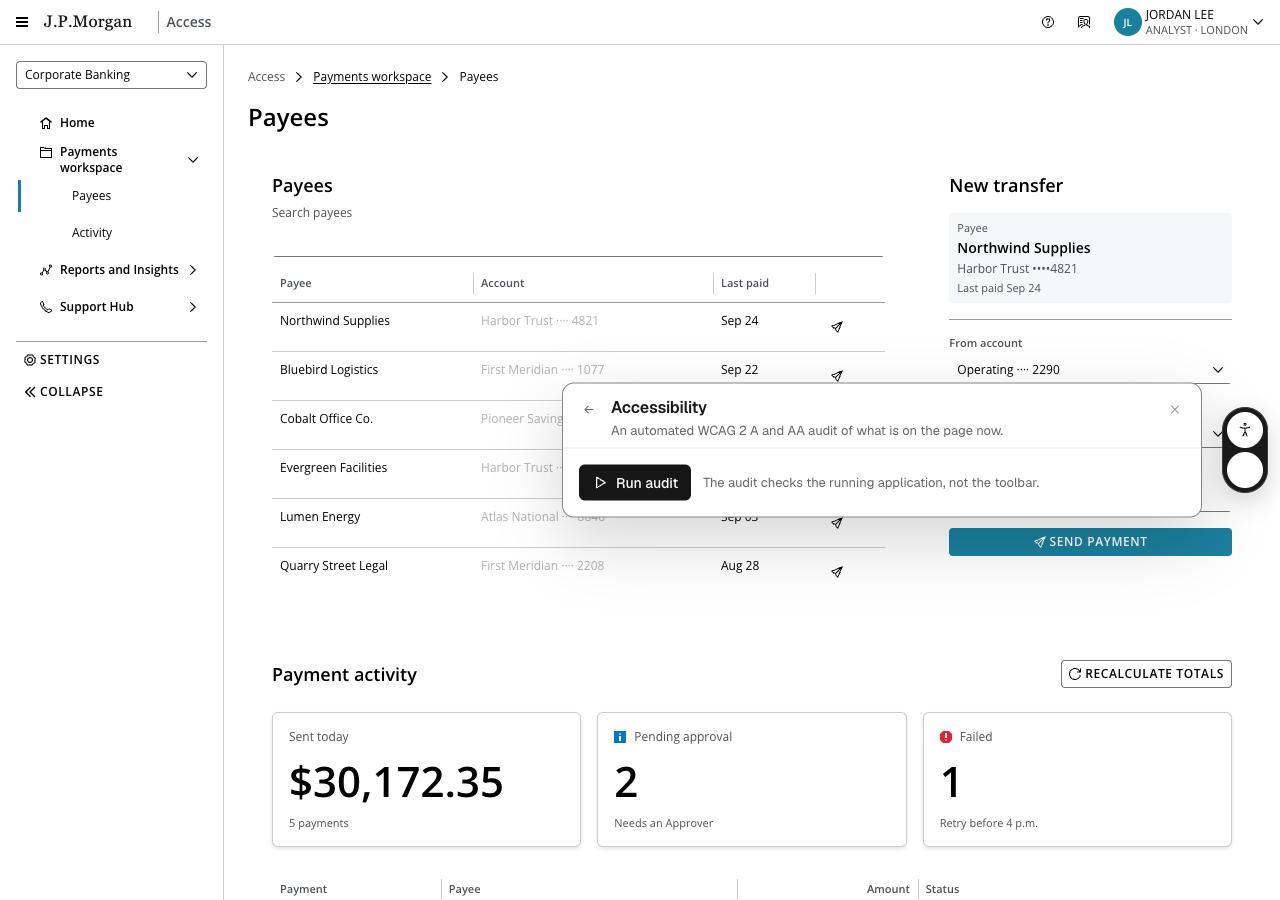 J.P.Morgan
Access
JL
JORDAN LEE
ANALYST · LONDON
Corporate Banking
Home
Payments
workspace
Payees
Activity
Reports and Insights
Support Hub
SETTINGS
COLLAPSE
Access
Payments workspace
Payees
Payees
Payees
Search payees
Payee
Account
Last paid
Northwind Supplies
Harbor Trust ···· 4821
Sep 24
Bluebird Logistics
First Meridian ···· 1077
Sep 22
Cobalt Office Co.
Pioneer Saving
Evergreen Facilities
Harbor Trust ··
Lumen Energy
Atlas National
Quarry Street Legal
First Meridian ···· 2208
Aug 28
New transfer
Payee
Northwind Supplies
Harbor Trust ••••4821
Last paid Sep 24
From account
Operating ···· 2290
SEND PAYMENT
Accessibility
An automated WCAG 2 A and AA audit of what is on the page now.
Run audit
The audit checks the running application, not the toolbar.
Payment activity
RECALCULATE TOTALS
Sent today
$30,172.35
5 payments
Pending approval
2
Needs an Approver
Failed
1
Retry before 4 p.m.
Payment
Payee
Amount
Status